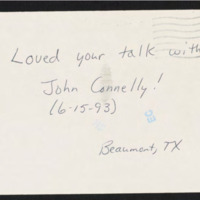 Loved your talk with
John Connelly!
(6-15-93)
Beaumont, TX